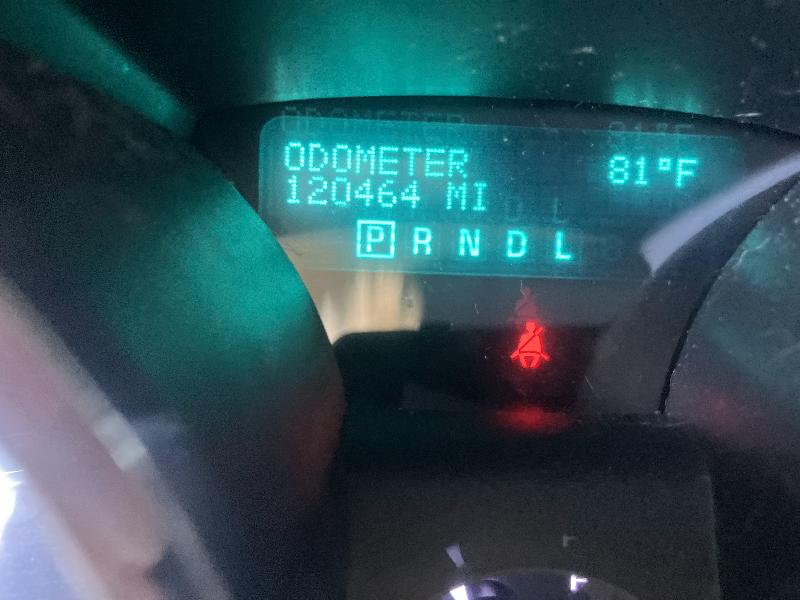 ODOMETER 81°F
120464 MI
P R N D L
F